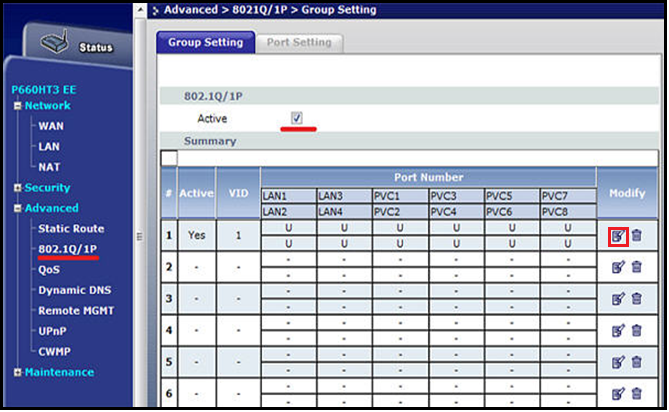 Advanced > 8021Q/1P > Group Setting
Status
Group Setting Port Setting
P660HT3 EE
Network
WAN
LAN
NAT
Security
Advanced
Static Route
802.1Q/1P
QoS
Dynamic DNS
Remote MGMT
UPnP
CWMP
Maintenance
802.1Q/1P
Active
Summary
# Active VID Port Number Modify
LAN1 LAN3 PVC1 PVC3 PVC5 PVC7
LAN2 LAN4 PVC2 PVC4 PVC6 PVC8
1 Yes 1 U U U U U U
U U U U U U
2 - - - - - - - -
- - - - - -
3 - - - - - - - -
- - - - - -
4 - - - - - - - -
- - - - - -
5 - - - - - - - -
- - - - - -
6 - - - - - - - -
- - - - - -